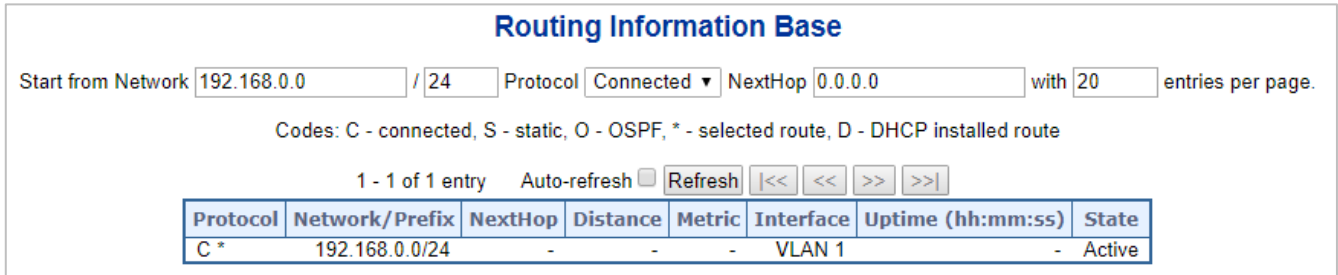 Routing Information Base
Start from Network 192.168.0.0 / 24 Protocol Connected ▾ NextHop 0.0.0.0 with 20 entries per page.
Codes: C - connected, S - static, O - OSPF, * - selected route, D - DHCP installed route
1 - 1 of 1 entry Auto-refresh Refresh |<< << >> >>|
Protocol Network/Prefix NextHop Distance Metric Interface Uptime (hh:mm:ss) State
C * 192.168.0.0/24 - - - VLAN 1 - Active